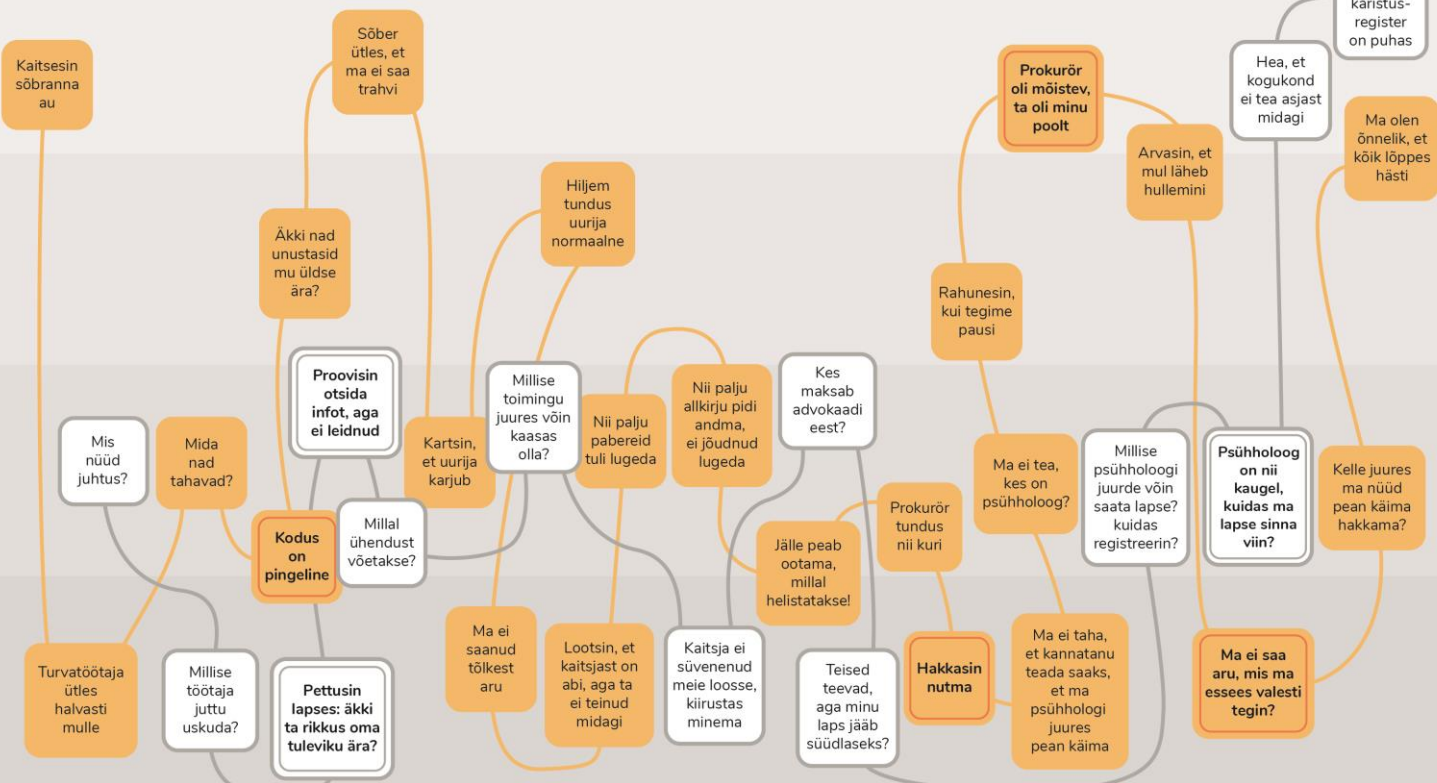 karistus-
register
on puhas
Kaitsesin
sõbranna
au
Sõber
ütles, et
ma ei saa
trahvi
Prokurör
oli mõistev,
ta oli minu
poolt
Hea, et
kogukond
ei tea asjast
midagi
Ma olen
õnnelik, et
kõik lõppes
hästi
Arvasin, et
mul läheb
hullemini
Hiljem
tundus
uurija
normaalne
Äkki nad
unustasid
mu üldse
ära?
Rahunesin,
kui tegime
pausi
Proovisin
otsida
infot, aga
ei leidnud
Millise
toimingu
juures võin
kaasas
olla?
Kes
maksab
advokaadi
eest?
Nii palju
allkirju pidi
andma,
ei jõudnud
lugeda
Nii palju
pabereid
tuli lugeda
Mis
nüüd
juhtus?
Mida
nad
tahavad?
Kartsin,
et uurija
karjub
Ma ei tea,
kes on
psühholoog?
Millise
psühholoogi
juurde võin
saata lapse?
kuidas
registreerin?
Psühholoog
on nii
kaugel,
kuidas ma
lapse sinna
viin?
Kelle juures
ma nüüd
pean käima
hakkama?
Kodus
on
pingeline
Millal
ühendust
võetakse?
Prokurör
tundus
nii kuri
Jälle peab
ootama,
millal
helistatakse!
Turvatöötaja
ütles
halvasti
mulle
Millise
töötaja
juttu
uskuda?
Pettusin
lapses: äkki
ta rikkus oma
tuleviku ära?
Ma ei
saanud
tõlkest
aru
Lootsin, et
kaitsjast on
abi, aga ta
ei teinud
midagi
Kaitsja ei
süvenenud
meie loosse,
kiirustas
minema
Teised
teevad,
aga minu
laps jääb
süüdlaseks?
Hakkasin
nutma
Ma ei taha,
et kannatanu
teada saaks,
et ma
psühhologi
juures
pean käima
Ma ei saa
aru, mis ma
essees valesti
tegin?